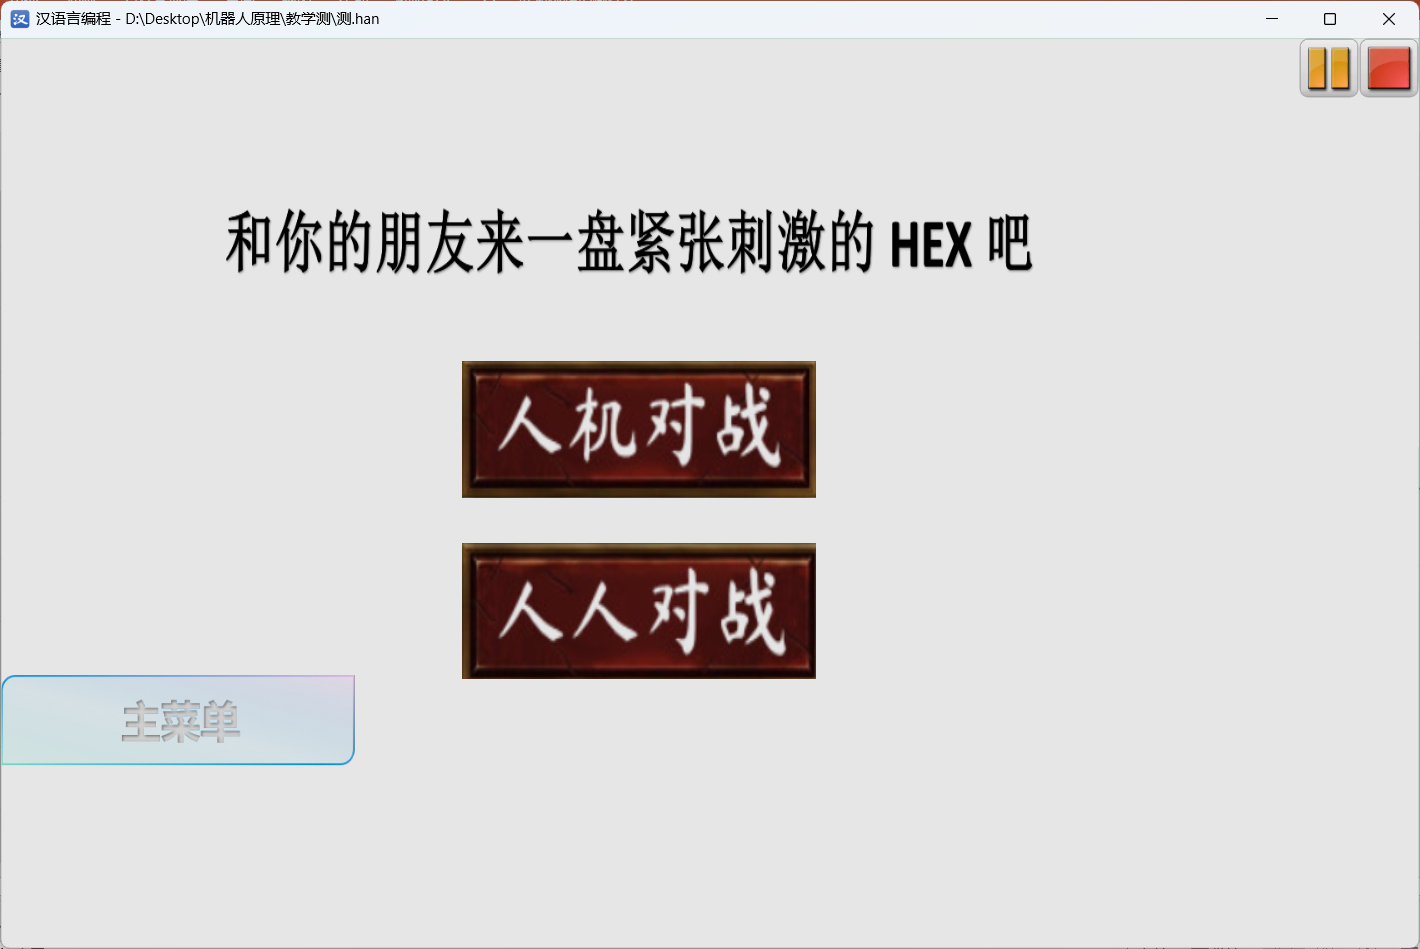 汉语言编程 - D:\Desktop\机器人原理\教学测\测.han
和你的朋友来一盘紧张刺激的 HEX 吧
人机对战
人人对战
主菜单